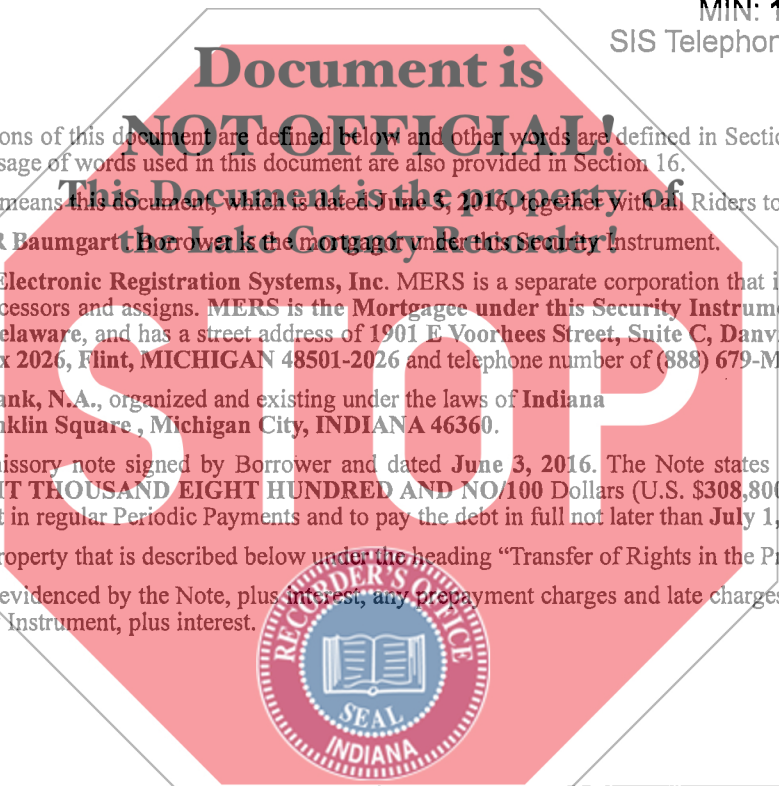 MIN: 1
SIS Telephon
Document is
NOT OFFICIAL!
ons of this document are defined below and other words are defined in Sectio
sage of words used in this document are also provided in Section 16.
This Document is the property of
means this document, which is dated June 3, 2016, together with all Riders to
the Lake County Recorder!
R Baumgart. Borrower is the mortgagor under this Security Instrument.
Electronic Registration Systems, Inc. MERS is a separate corporation that i
cessors and assigns. MERS is the Mortgagee under this Security Instrume
elaware, and has a street address of 1901 E Voorhees Street, Suite C, Danv
x 2026, Flint, MICHIGAN 48501-2026 and telephone number of (888) 679-M
STOP
ank, N.A., organized and existing under the laws of Indiana
nklin Square , Michigan City, INDIANA 46360.
issory note signed by Borrower and dated June 3, 2016. The Note states
HT THOUSAND EIGHT HUNDRED AND NO/100 Dollars (U.S. $308,800
t in regular Periodic Payments and to pay the debt in full not later than July 1,
roperty that is described below under the heading “Transfer of Rights in the Pr
evidenced by the Note, plus interest, any prepayment charges and late charges
Instrument, plus interest.
RECORDER'S OFFICE
SEAL
INDIANA